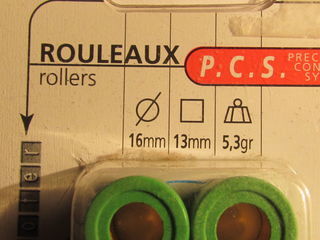 ROULEAUX
rollers
P.C.S.
16mm 13mm 5,3gr